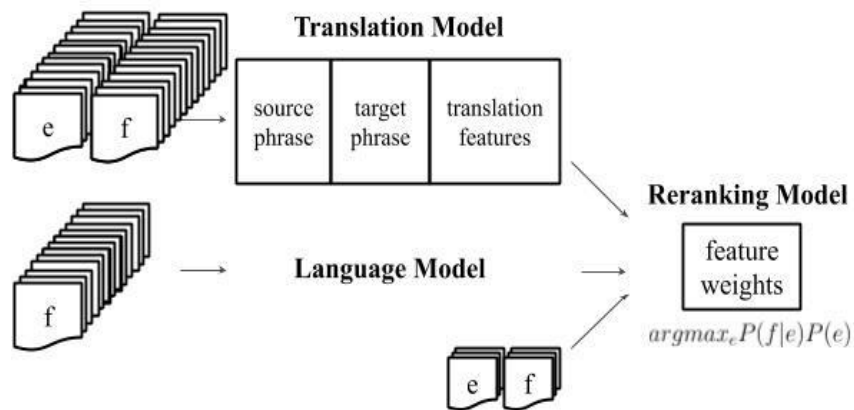 Translation Model
e
f
source
phrase
target
phrase
translation
features
Reranking Model
feature
weights
argmax_e P(f|e)P(e)
f
Language Model
e
f